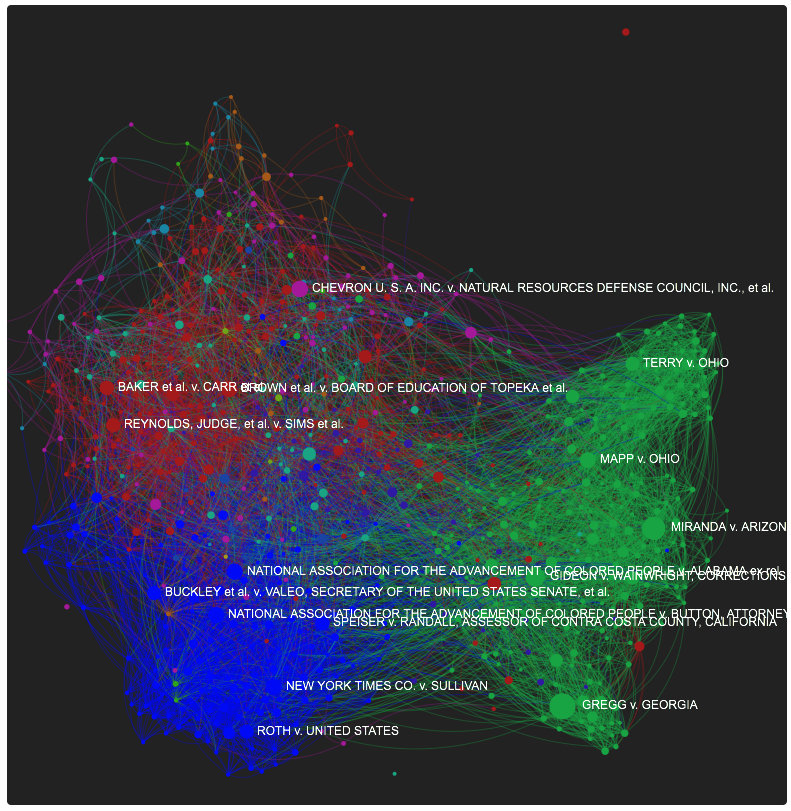 CHEVRON U. S. A. INC. v. NATURAL RESOURCES DEFENSE COUNCIL, INC., et al.
TERRY v. OHIO
BAKER et al. v. CARR et al.
BROWN et al. v. BOARD OF EDUCATION OF TOPEKA et al.
REYNOLDS, JUDGE, et al. v. SIMS et al.
MAPP v. OHIO
MIRANDA v. ARIZON
NATIONAL ASSOCIATION FOR THE ADVANCEMENT OF COLORED PEOPLE v. ALABAMA ex rel.
GIDEON v. WAINWRIGHT, CORRECTIONS
BUCKLEY et al. v. VALEO, SECRETARY OF THE UNITED STATES SENATE, et al.
NATIONAL ASSOCIATION FOR THE ADVANCEMENT OF COLORED PEOPLE v. BUTTON, ATTORNEY
SPEISER v. RANDALL, ASSESSOR OF CONTRA COSTA COUNTY, CALIFORNIA
NEW YORK TIMES CO. v. SULLIVAN
GREGG v. GEORGIA
ROTH v. UNITED STATES